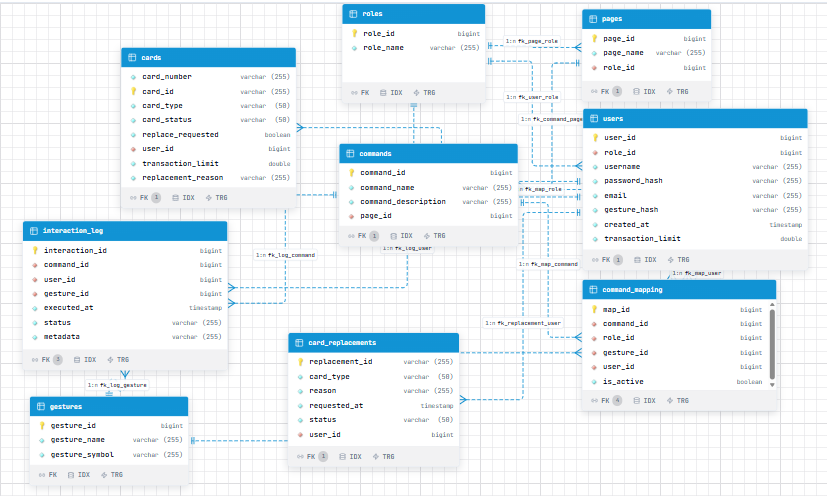 roles
role_id bigint
role_name varchar (255)
FK IDX TRG
pages
page_id bigint
page_name varchar (255)
role_id bigint
FK 1 IDX TRG
1:n fk_page_role
1:n fk_user_role
1:n fk_command_page
cards
card_number varchar (255)
card_id varchar (255)
card_type varchar (50)
card_status varchar (50)
replace_requested boolean
user_id bigint
transaction_limit double
replacement_reason varchar (255)
FK 1 IDX TRG
commands
command_id bigint
command_name varchar (255)
command_description varchar (255)
page_id bigint
FK 1 IDX TRG
users
user_id bigint
role_id bigint
username varchar (255)
password_hash varchar (255)
email varchar (255)
gesture_hash varchar (255)
created_at timestamp
transaction_limit double
FK 1 IDX TRG
fk_map_role
1:n fk_log_user
1:n fk_log_command
1:n fk_map_command
1:n fk_map_user
interaction_log
interaction_id bigint
command_id bigint
user_id bigint
gesture_id bigint
executed_at timestamp
status varchar (255)
metadata varchar (255)
FK 3 IDX TRG
command_mapping
map_id bigint
command_id bigint
role_id bigint
gesture_id bigint
user_id bigint
is_active boolean
FK 4 IDX TRG
1:n fk_replacement_user
card_replacements
replacement_id varchar (255)
card_type varchar (50)
reason varchar (255)
requested_at timestamp
status varchar (50)
user_id bigint
FK 1 IDX TRG
1:n fk_log_gesture
gestures
gesture_id bigint
gesture_name varchar (255)
gesture_symbol varchar (255)
FK IDX TRG